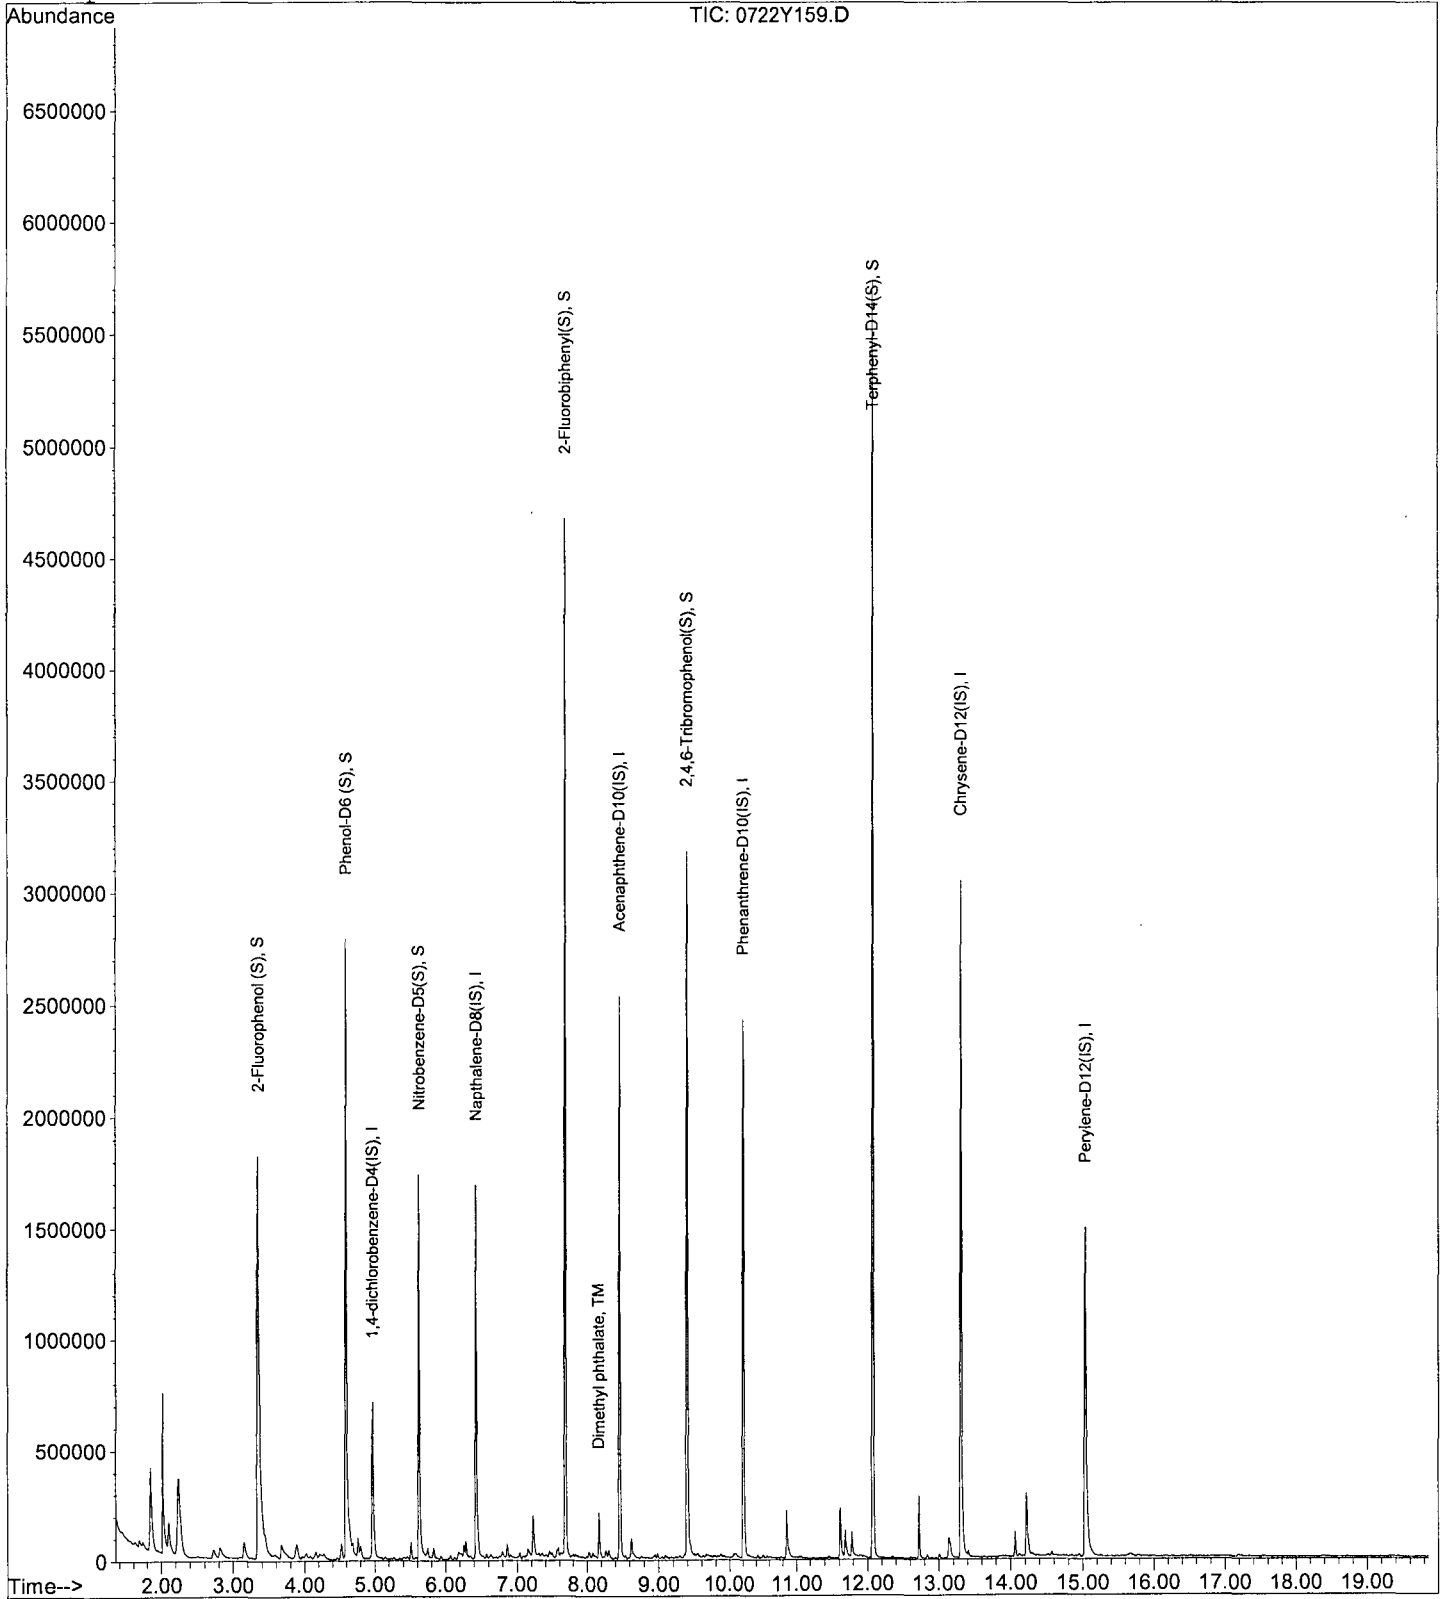 Abundance
TIC: 0722Y159.D
6500000
6000000
5500000
5000000
4500000
4000000
3500000
3000000
2500000
2000000
1500000
1000000
500000
0
2-Fluorophenol (S), S
Phenol-D6 (S), S
1,4-dichlorobenzene-D4(IS), I
Nitrobenzene-D5(S), S
Napthalene-D8(IS), I
2-Fluorobiphenyl(S), S
Dimethyl phthalate, TM
Acenaphthene-D10(IS), I
2,4,6-Tribromophenol(S), S
Phenanthrene-D10(IS), I
Terphenyl-D14(S), S
Chrysene-D12(IS), I
Perylene-D12(IS), I
Time-->
2.00 3.00 4.00 5.00 6.00 7.00 8.00 9.00 10.00 11.00 12.00 13.00 14.00 15.00 16.00 17.00 18.00 19.00